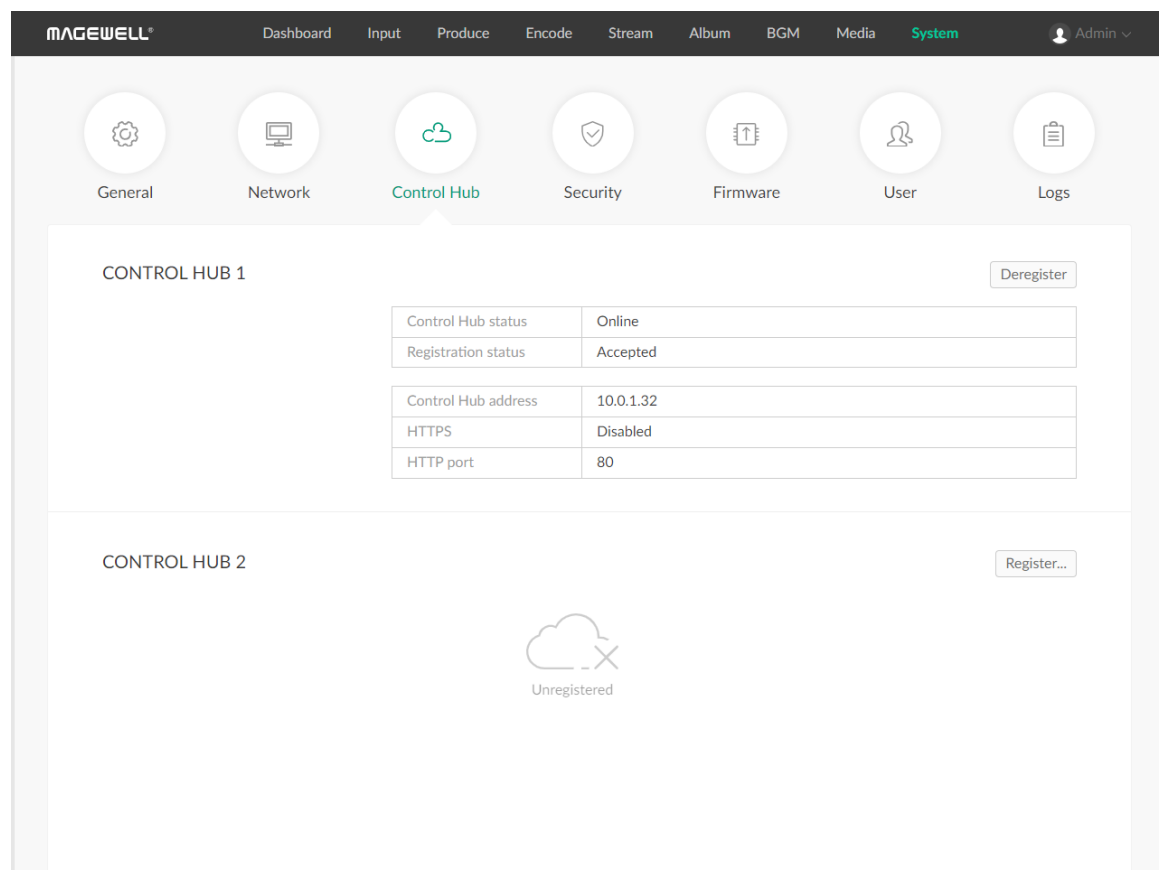 MAGEWELL®
Dashboard Input Produce Encode Stream Album BGM Media System Admin
General Network Control Hub Security Firmware User Logs
CONTROL HUB 1 Deregister
Control Hub status Online
Registration status Accepted
Control Hub address 10.0.1.32
HTTPS Disabled
HTTP port 80
CONTROL HUB 2 Register...
Unregistered